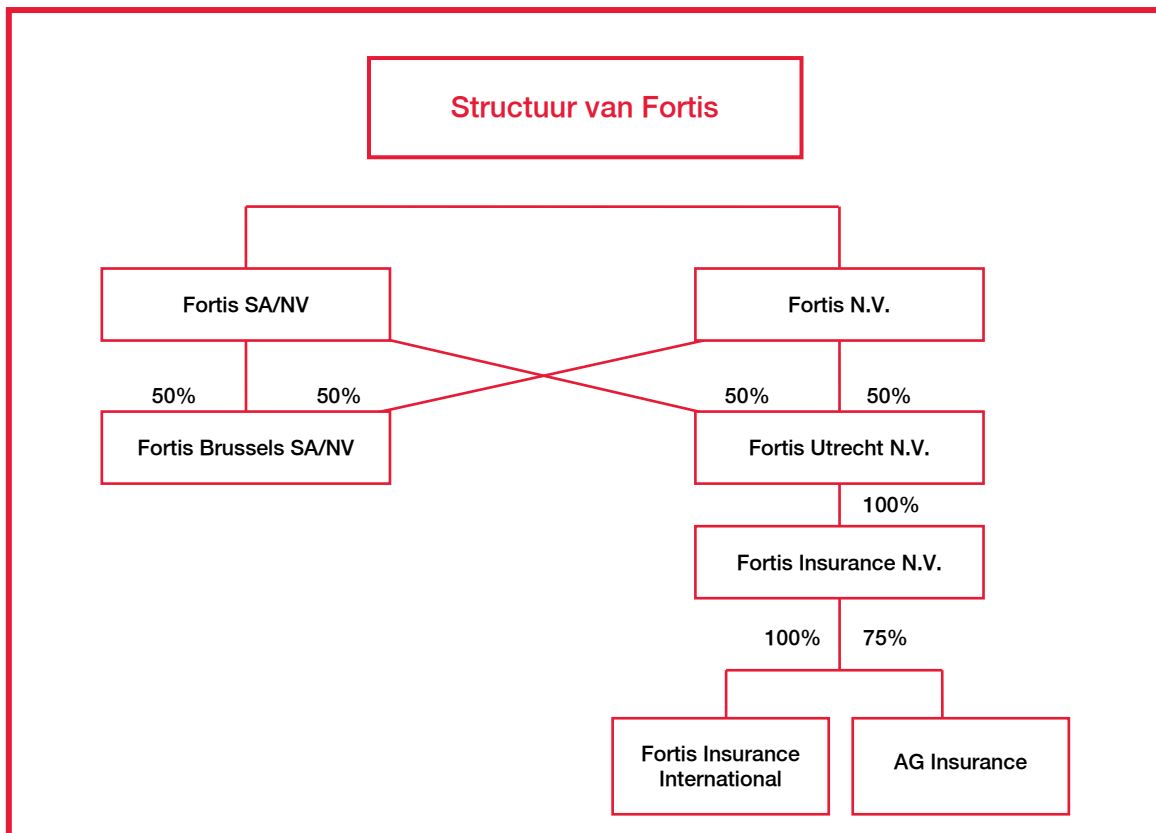 Structuur van Fortis
Fortis SA/NV
Fortis N.V.
50%
50%
50%
50%
Fortis Brussels SA/NV
Fortis Utrecht N.V.
100%
Fortis Insurance N.V.
100%
75%
Fortis Insurance
International
AG Insurance